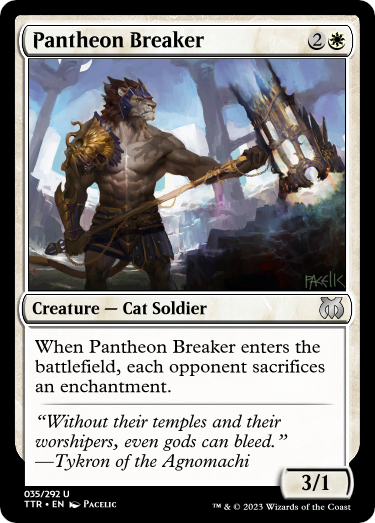 Pantheon Breaker 2
PACELIC
Creature — Cat Soldier
When Pantheon Breaker enters the
battlefield, each opponent sacrifices
an enchantment.
“Without their temples and their
worshipers, even gods can bleed.”
—Tykron of the Agnomachi
3/1
035/292 U
TTR • EN Pacelic
™ & © 2023 Wizards of the Coast